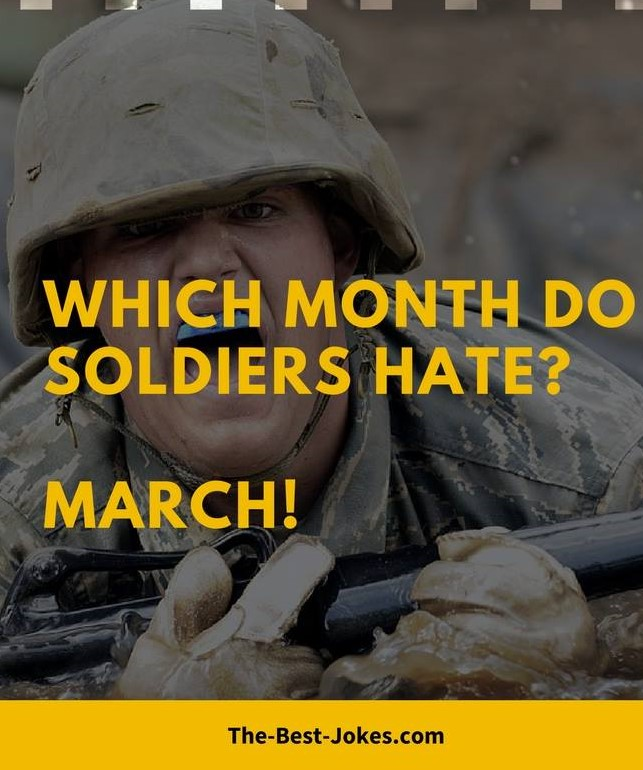 WHICH MONTH DO
SOLDIERS HATE?
MARCH!
The-Best-Jokes.com